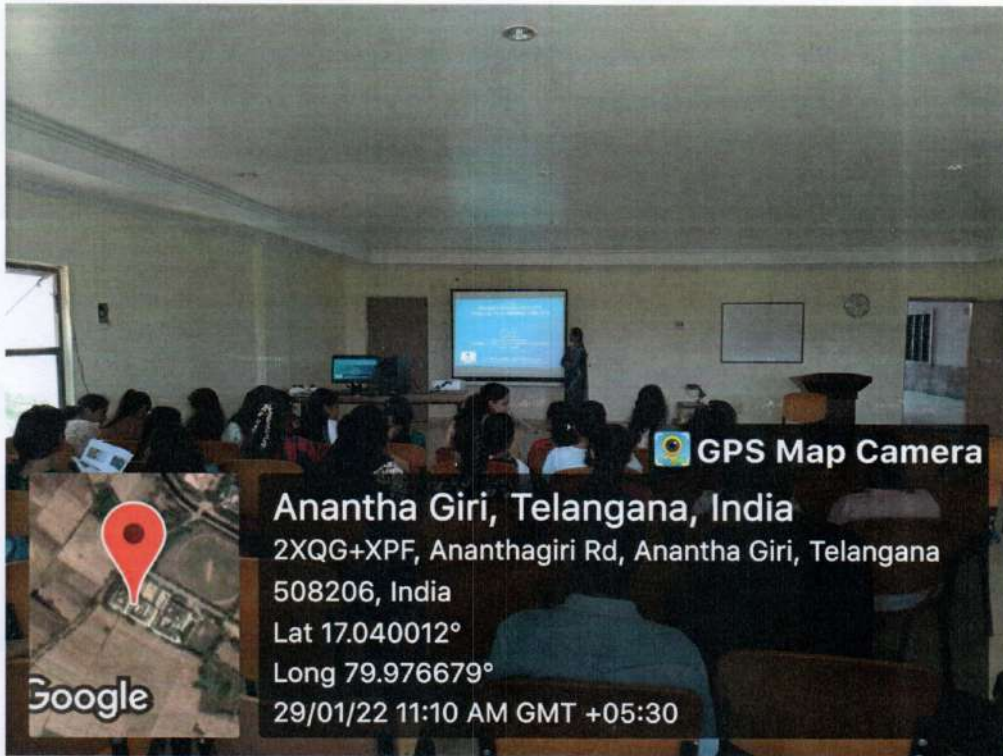 GPS Map Camera
Anantha Giri, Telangana, India
2XQG+XPF, Ananthagiri Rd, Anantha Giri, Telangana
508206, India
Lat 17.040012°
Long 79.976679°
29/01/22 11:10 AM GMT +05:30
Google